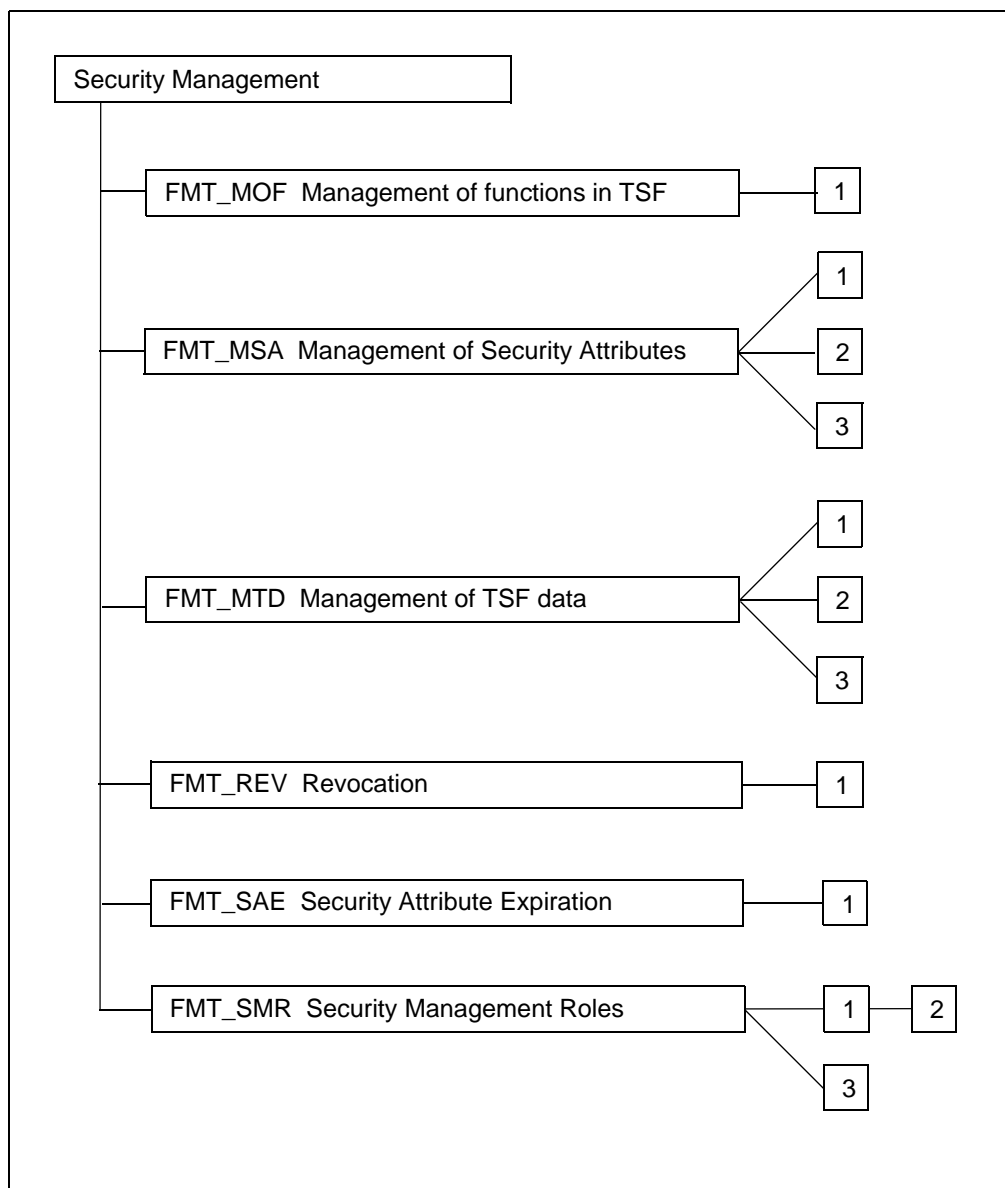 Security Management
FMT_MOF Management of functions in TSF
1
1
FMT_MSA Management of Security Attributes
2
3
1
FMT_MTD Management of TSF data
2
3
FMT_REV Revocation
1
FMT_SAE Security Attribute Expiration
1
FMT_SMR Security Management Roles
1
2
3